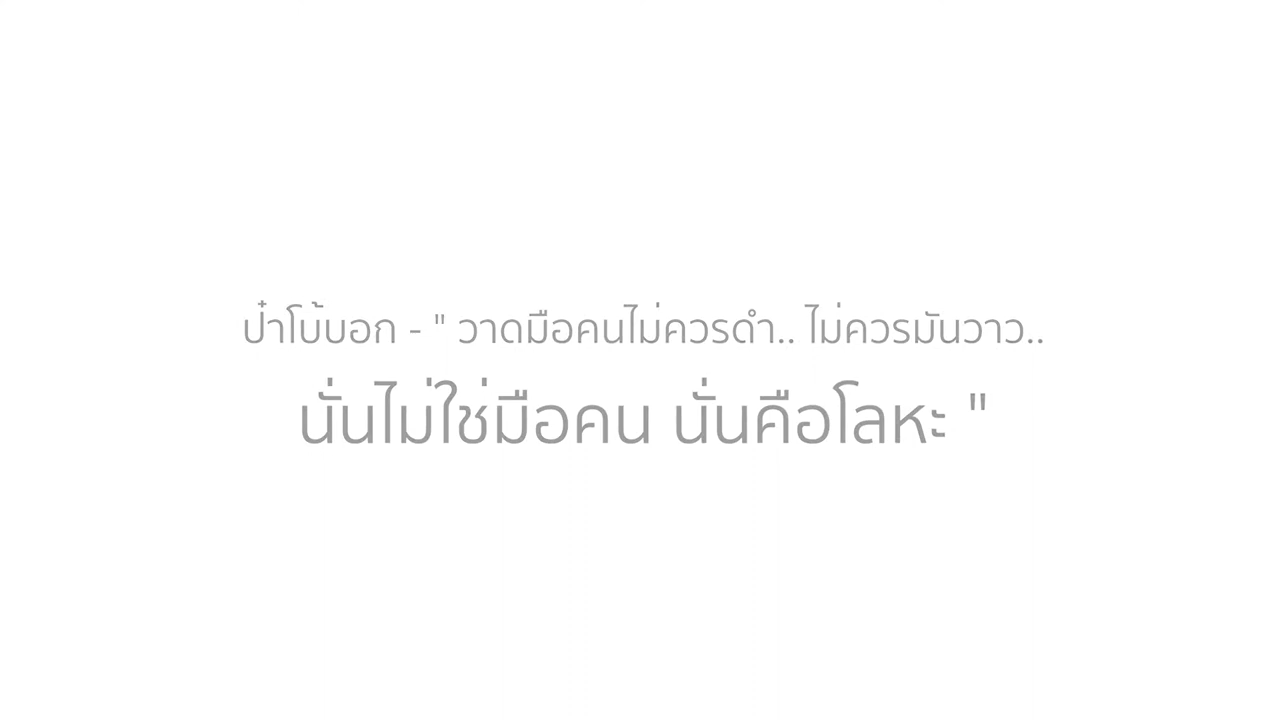 ป๋าโบ้บอก - " วาดมือคนไม่ควรดำ.. ไม่ควรมันวาว..
นั่นไม่ใช่มือคน นั่นคือโลหะ "